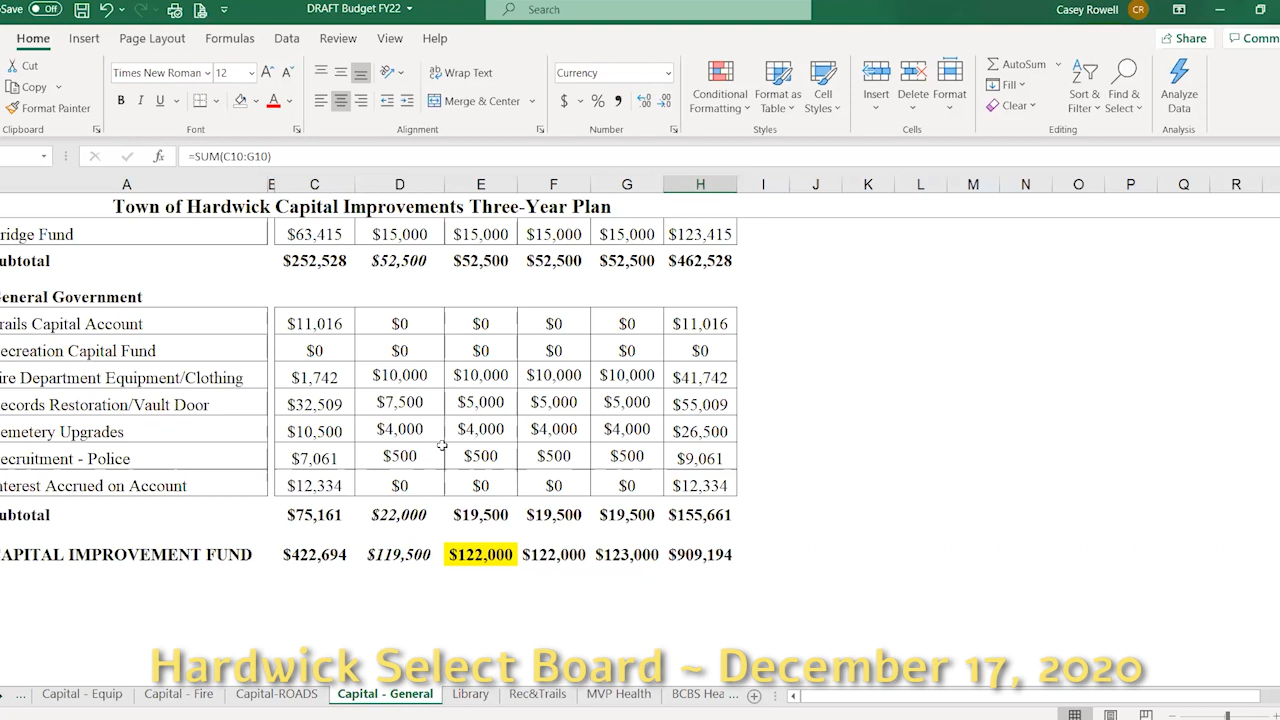 Save Off DRAFT Budget FY22 Search Casey Rowell CR
Home Insert Page Layout Formulas Data Review View Help Share Comm
Cut Times New Roman 12 A A Wrap Text Currency AutoSum
Copy Fill
Format Painter B I U A Merge & Center $ % Conditional Formatting Format as Table Cell Styles Insert Delete Format Clear Sort & Filter Find & Select Analyze Data
Clipboard Font Alignment Number Styles Cells Editing Analysis
fx =SUM(C10:G10)
A E C D E F G H I J K L M N O P Q R
Town of Hardwick Capital Improvements Three-Year Plan
ridge Fund $63,415 $15,000 $15,000 $15,000 $15,000 $123,415
ubtotal $252,528 $52,500 $52,500 $52,500 $52,500 $462,528
eneral Government
rails Capital Account $11,016 $0 $0 $0 $0 $11,016
ecreation Capital Fund $0 $0 $0 $0 $0 $0
ire Department Equipment/Clothing $1,742 $10,000 $10,000 $10,000 $10,000 $41,742
ecords Restoration/Vault Door $32,509 $7,500 $5,000 $5,000 $5,000 $55,009
emetery Upgrades $10,500 $4,000 $4,000 $4,000 $4,000 $26,500
ecruitment - Police $7,061 $500 $500 $500 $500 $9,061
nterest Accrued on Account $12,334 $0 $0 $0 $0 $12,334
ubtotal $75,161 $22,000 $19,500 $19,500 $19,500 $155,661
APITAL IMPROVEMENT FUND $422,694 $119,500 $122,000 $122,000 $123,000 $909,194
Hardwick Select Board ~ December 17, 2020
... Capital - Equip Capital - Fire Capital-ROADS Capital - General Library Rec&Trails MVP Health BCBS Hea ...